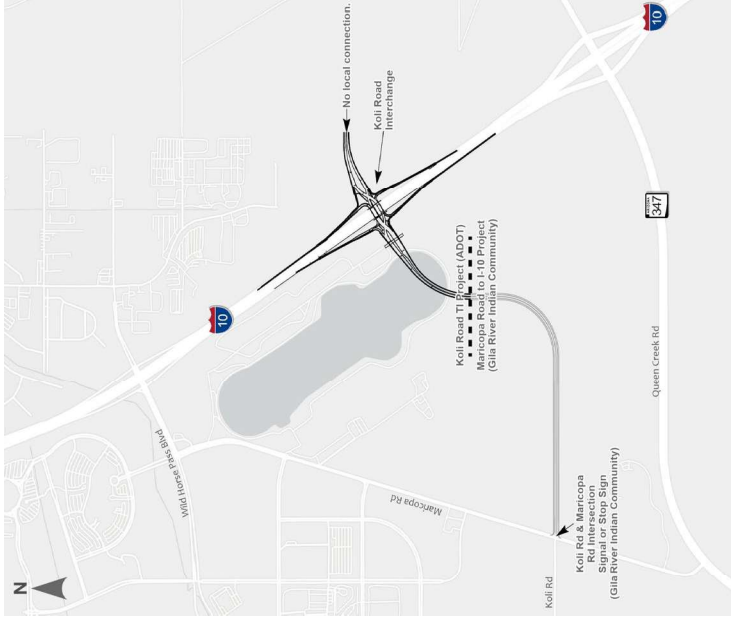 No local connection.
Koli Road
Interchange
10
10
Koli Road TI Project (ADOT)
Maricopa Road to I-10 Project
(Gila River Indian Community)
ARIZONA
347
Wild Horse Pass Blvd
Maricopa Rd
Queen Creek Rd
Koli Rd & Maricopa
Rd Intersection
Signal or Stop Sign
(Gila River Indian Community)
Koli Rd
N